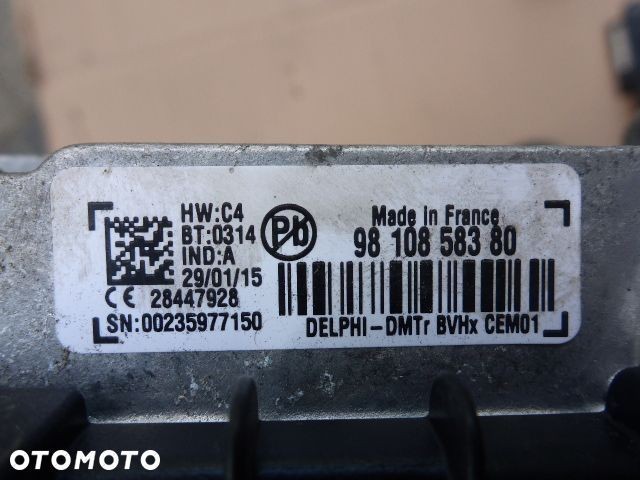 HW:C4
BT:0314
IND:A
29/01/15
CE 28447928
SN:00235977150
Pb
Made In France
98 108 583 80
DELPHI-DMTr BVHx CEM01
OTOMOTO